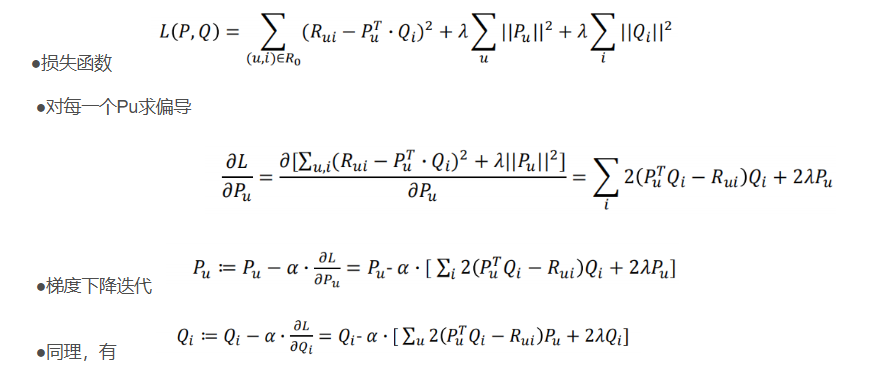 L(P, Q) = ∑_{(u,i)∈R₀} (R_{ui} − P_u^T · Q_i)² + λ∑_u ||P_u||² + λ∑_i ||Q_i||²
●损失函数
●对每一个Pu求偏导
∂L/∂P_u = ∂[∑_{u,i}(R_{ui} − P_u^T · Q_i)² + λ||P_u||²]/∂P_u = ∑_i 2(P_u^T Q_i − R_{ui})Q_i + 2λP_u
P_u ≔ P_u − α · ∂L/∂P_u = P_u- α · [ ∑_i 2(P_u^T Q_i − R_{ui})Q_i + 2λP_u]
●梯度下降迭代
Q_i ≔ Q_i − α · ∂L/∂Q_i = Q_i- α · [ ∑_u 2(P_u^T Q_i − R_{ui})P_u + 2λQ_i]
●同理，有